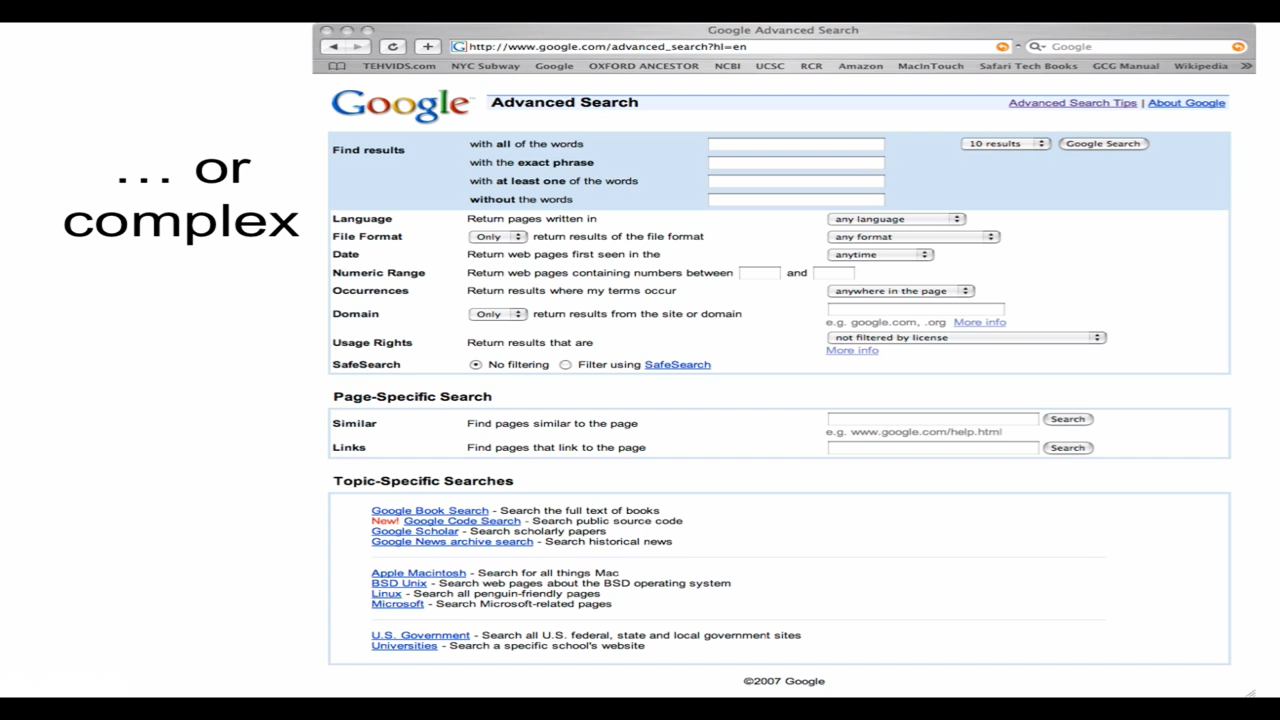 … or
complex
Google Advanced Search
http://www.google.com/advanced_search?hl=en
Google
TEHVIDS.com NYC Subway Google OXFORD ANCESTOR NCBI UCSC RCR Amazon MacInTouch Safari Tech Books GCG Manual Wikipedia »
Google Advanced Search Advanced Search Tips | About Google
Find results with all of the words 10 results Google Search
with the exact phrase
with at least one of the words
without the words
Language Return pages written in any language
File Format Only return results of the file format any format
Date Return web pages first seen in the anytime
Numeric Range Return web pages containing numbers between and
Occurrences Return results where my terms occur anywhere in the page
Domain Only return results from the site or domain
e.g. google.com, .org More info
Usage Rights Return results that are not filtered by license
More info
SafeSearch No filtering Filter using SafeSearch
Page-Specific Search
Similar Find pages similar to the page Search
e.g. www.google.com/help.html
Links Find pages that link to the page Search
Topic-Specific Searches
Google Book Search - Search the full text of books
New! Google Code Search - Search public source code
Google Scholar - Search scholarly papers
Google News archive search - Search historical news
Apple Macintosh - Search for all things Mac
BSD Unix - Search web pages about the BSD operating system
Linux - Search all penguin-friendly pages
Microsoft - Search Microsoft-related pages
U.S. Government - Search all U.S. federal, state and local government sites
Universities - Search a specific school's website
©2007 Google